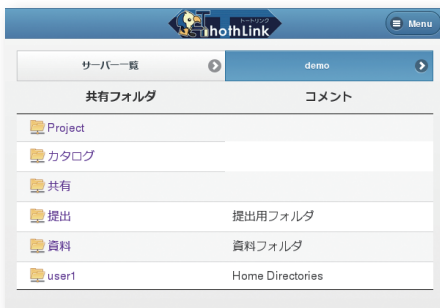 トートリンク
ThothLink
Menu
サーバー一覧
demo
共有フォルダ
コメント
Project
カタログ
共有
提出
提出用フォルダ
資料
資料フォルダ
user1
Home Directories